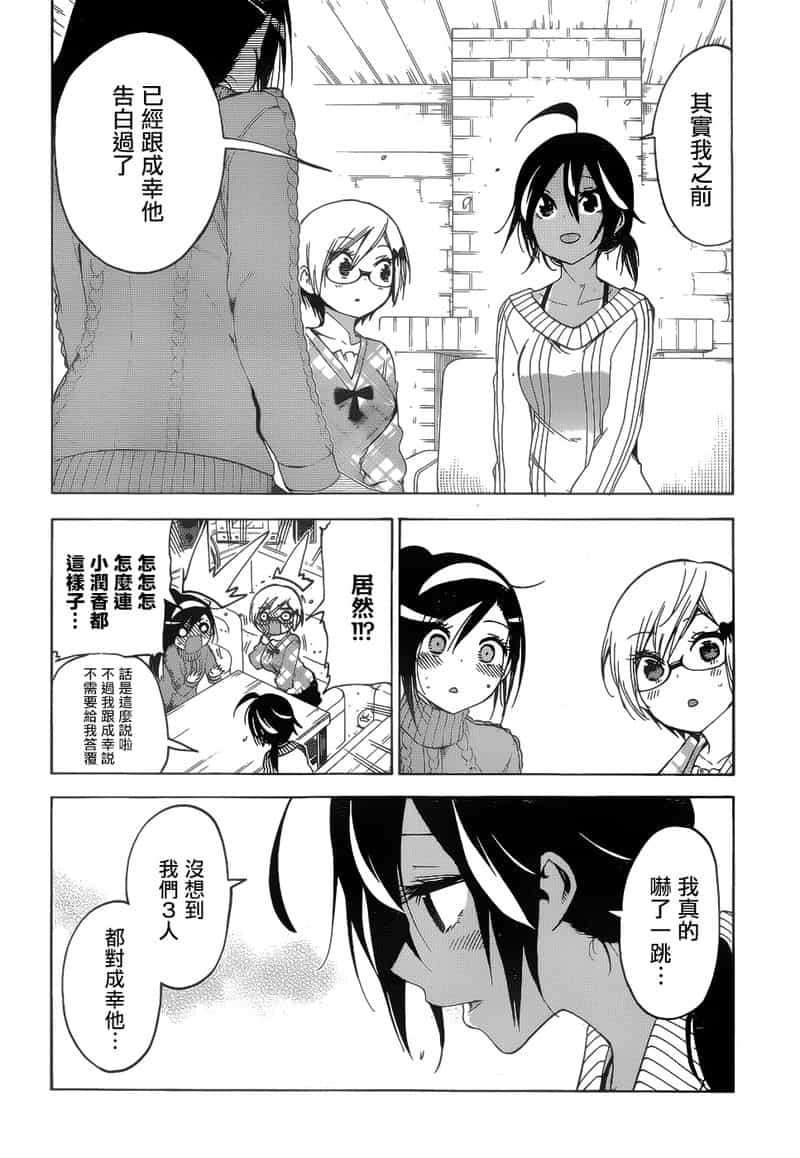 其實我之前
已經跟成幸他
告白過了
居然!!?
怎怎怎
怎麼連
小潤香都
這樣子…
話是這麼說啦
不過我跟成幸說
不需要給我答覆
我真的
嚇了一跳…
沒想到
我們3人
都對成幸他…